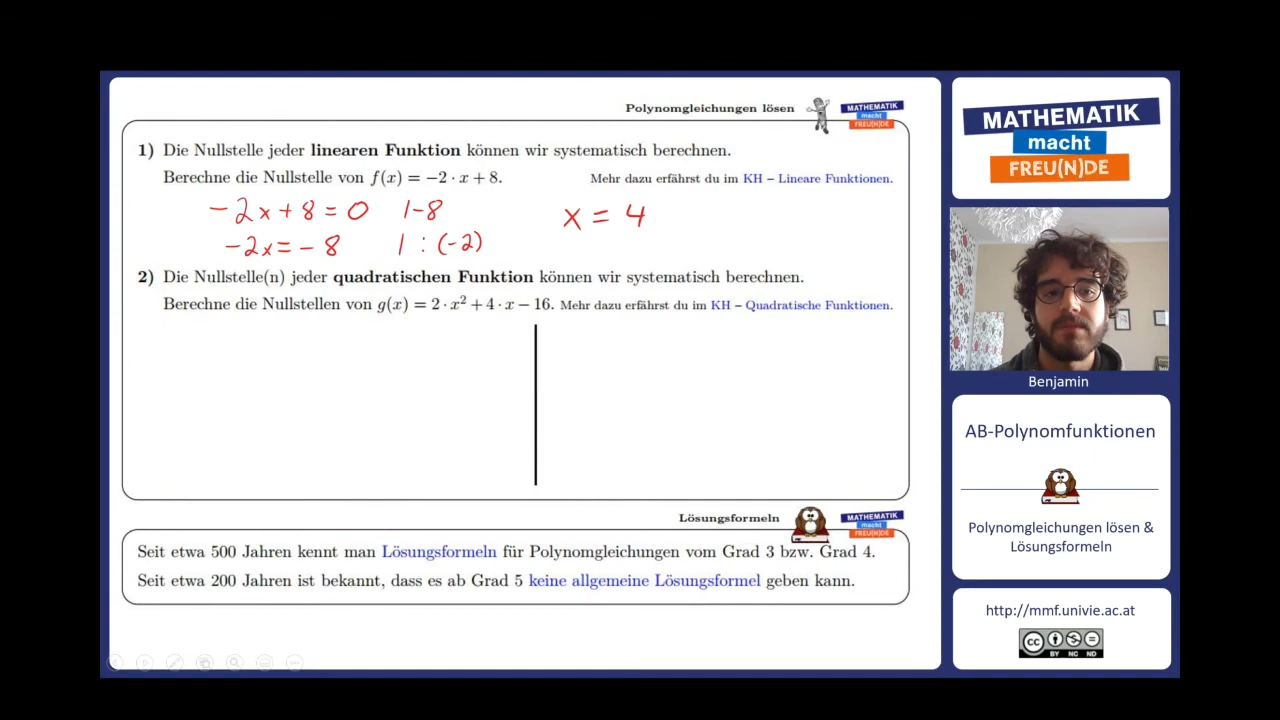 Polynomgleichungen lösen
MATHEMATIK
macht
FREU(N)DE
1) Die Nullstelle jeder linearen Funktion können wir systematisch berechnen.
Berechne die Nullstelle von f(x) = −2 · x + 8.
Mehr dazu erfährst du im KH – Lineare Funktionen.
-2x+8=0 |-8
-2x=-8 | : (-2)
x = 4
2) Die Nullstelle(n) jeder quadratischen Funktion können wir systematisch berechnen.
Berechne die Nullstellen von g(x) = 2 · x² + 4 · x − 16. Mehr dazu erfährst du im KH – Quadratische Funktionen.
Lösungsformeln
MATHEMATIK
macht
FREU(N)DE
Seit etwa 500 Jahren kennt man Lösungsformeln für Polynomgleichungen vom Grad 3 bzw. Grad 4.
Seit etwa 200 Jahren ist bekannt, dass es ab Grad 5 keine allgemeine Lösungsformel geben kann.
MATHEMATIK
macht
FREU(N)DE
Benjamin
AB-Polynomfunktionen
Polynomgleichungen lösen &
Lösungsformeln
http://mmf.univie.ac.at
cc
BY NC ND